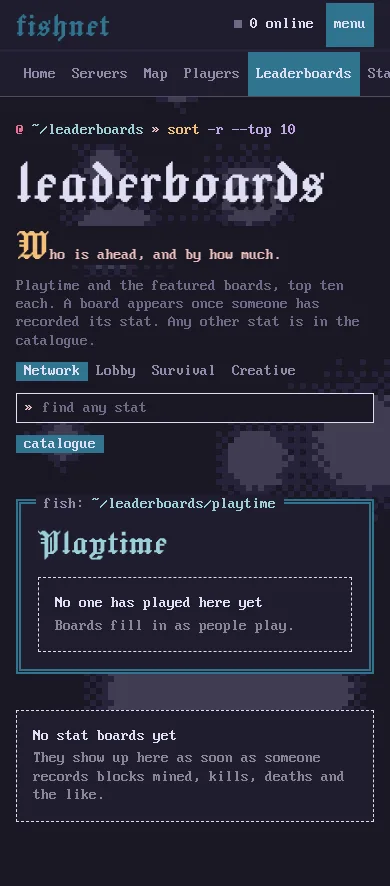 fishnet
0 online
menu
Home Servers Map Players Leaderboards Sta
@ ~/leaderboards » sort -r --top 10
leaderboards
Who is ahead, and by how much.
Playtime and the featured boards, top ten
each. A board appears once someone has
recorded its stat. Any other stat is in the
catalogue.
Network Lobby Survival Creative
» find any stat
catalogue
fish: ~/leaderboards/playtime
Playtime
No one has played here yet
Boards fill in as people play.
No stat boards yet
They show up here as soon as someone
records blocks mined, kills, deaths and
the like.